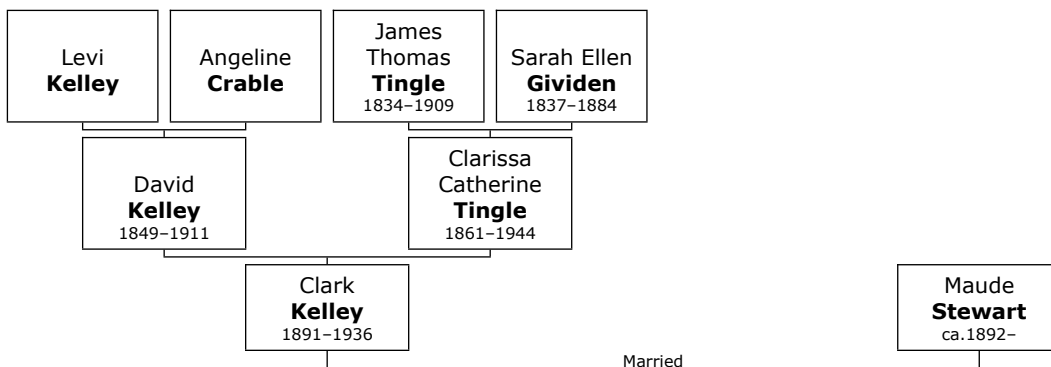 Levi
Kelley
Angeline
Crable
James
Thomas
Tingle
1834–1909
Sarah Ellen
Gividen
1837–1884
David
Kelley
1849–1911
Clarissa
Catherine
Tingle
1861–1944
Clark
Kelley
1891–1936
Maude
Stewart
ca.1892–
Married